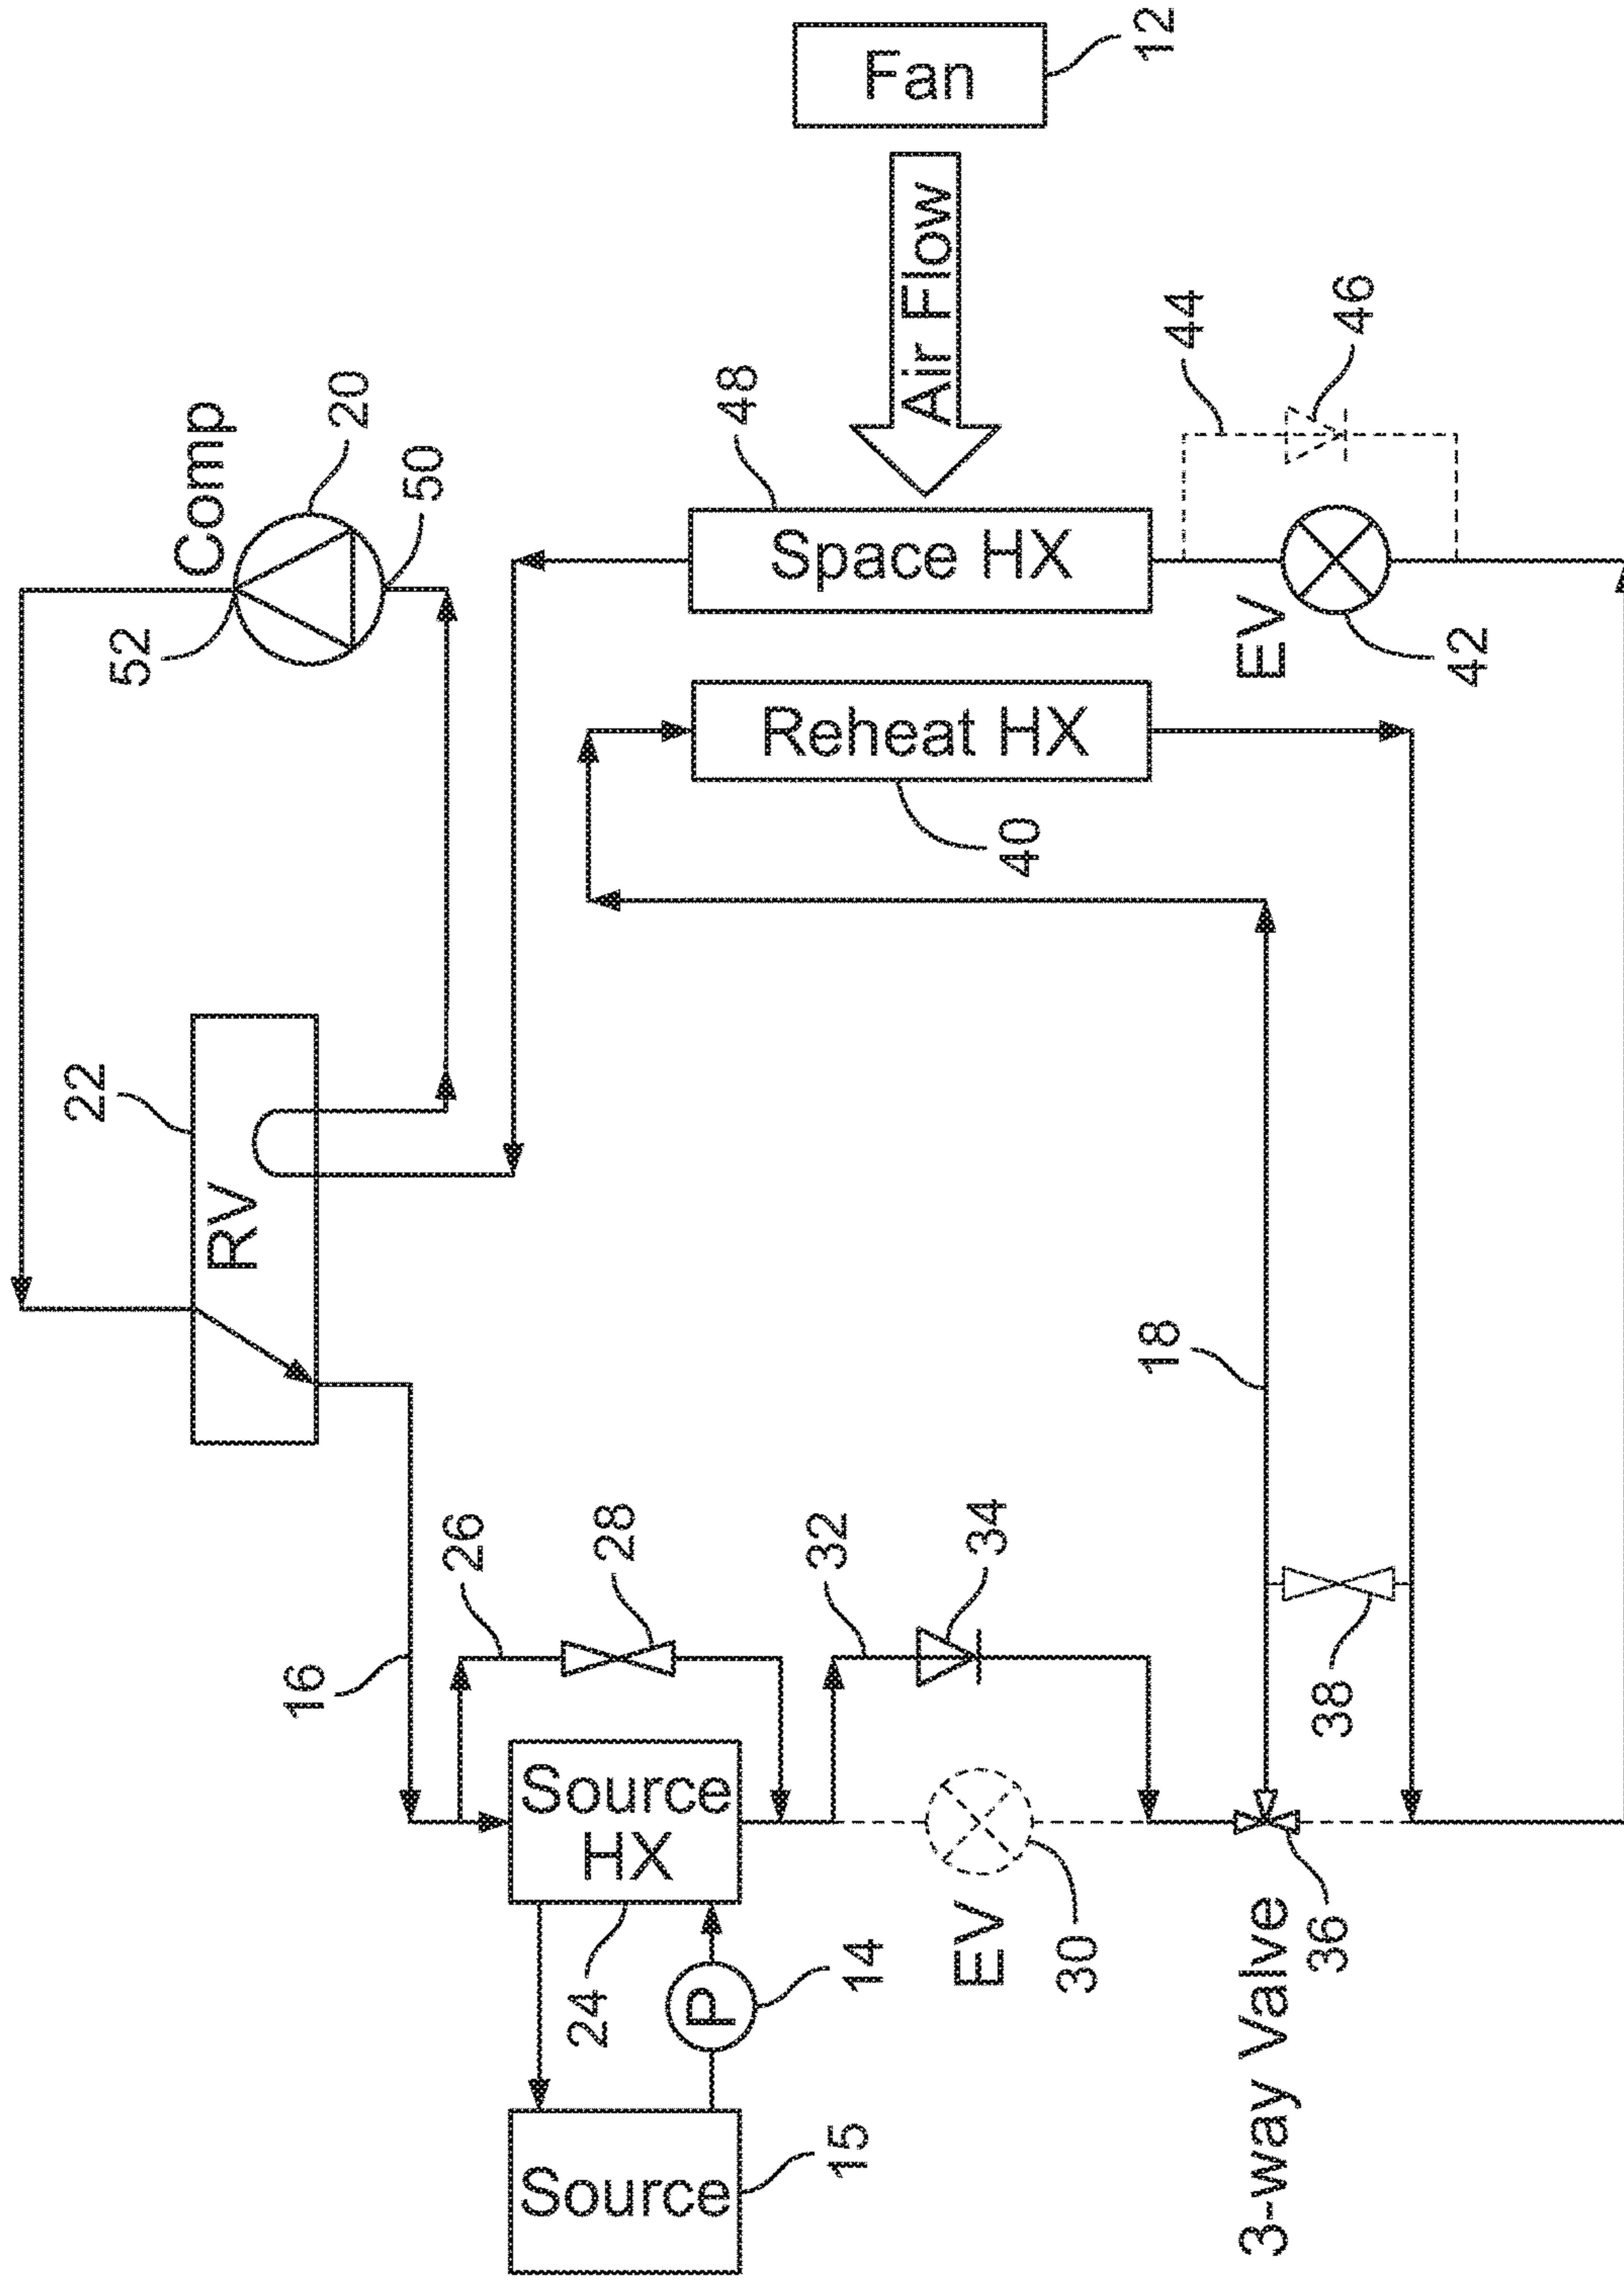 Comp
52
20
50
22
RV
16
26
28
Source
HX
24
Source
15
P
14
32
34
EV
30
3-way Valve
36
38
18
Reheat HX
40
Space HX
48
Air Flow
Fan
12
EV
42
44
46